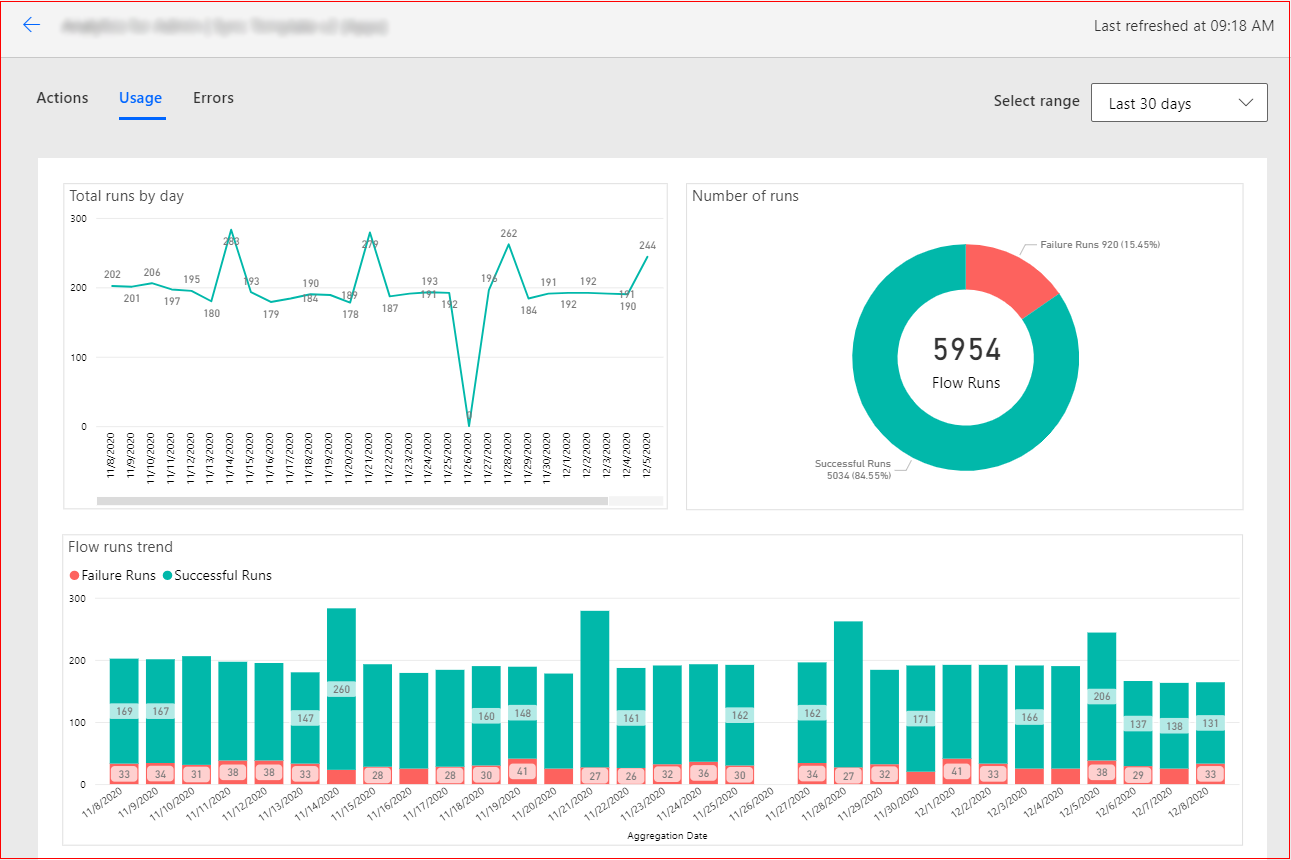 Last refreshed at 09:18 AM
Actions Usage Errors
Select range Last 30 days
Total runs by day
300
200
100
0
202 201 206 197 195 180 283 193 179 184 190 189 178 279 187 191 193 192 196 262 184 191 192 192 191 190 244
11/8/2020 11/9/2020 11/10/2020 11/11/2020 11/12/2020 11/13/2020 11/14/2020 11/15/2020 11/16/2020 11/17/2020 11/18/2020 11/19/2020 11/20/2020 11/21/2020 11/22/2020 11/23/2020 11/24/2020 11/25/2020 11/26/2020 11/27/2020 11/28/2020 11/29/2020 11/30/2020 12/1/2020 12/2/2020 12/3/2020 12/4/2020 12/5/2020
Number of runs
Failure Runs 920 (15.45%)
5954
Flow Runs
Successful Runs
5034 (84.55%)
Flow runs trend
Failure Runs Successful Runs
300
200
100
0
169 167 147 260 160 148 161 162 162 171 166 206 137 138 131
33 34 31 38 38 33 28 28 30 41 27 26 32 36 30 34 27 32 41 33 38 29 33
11/8/2020 11/9/2020 11/10/2020 11/11/2020 11/12/2020 11/13/2020 11/14/2020 11/15/2020 11/16/2020 11/17/2020 11/18/2020 11/19/2020 11/20/2020 11/21/2020 11/22/2020 11/23/2020 11/24/2020 11/25/2020 11/26/2020 11/27/2020 11/28/2020 11/29/2020 11/30/2020 12/1/2020 12/2/2020 12/3/2020 12/4/2020 12/5/2020 12/6/2020 12/7/2020 12/8/2020
Aggregation Date